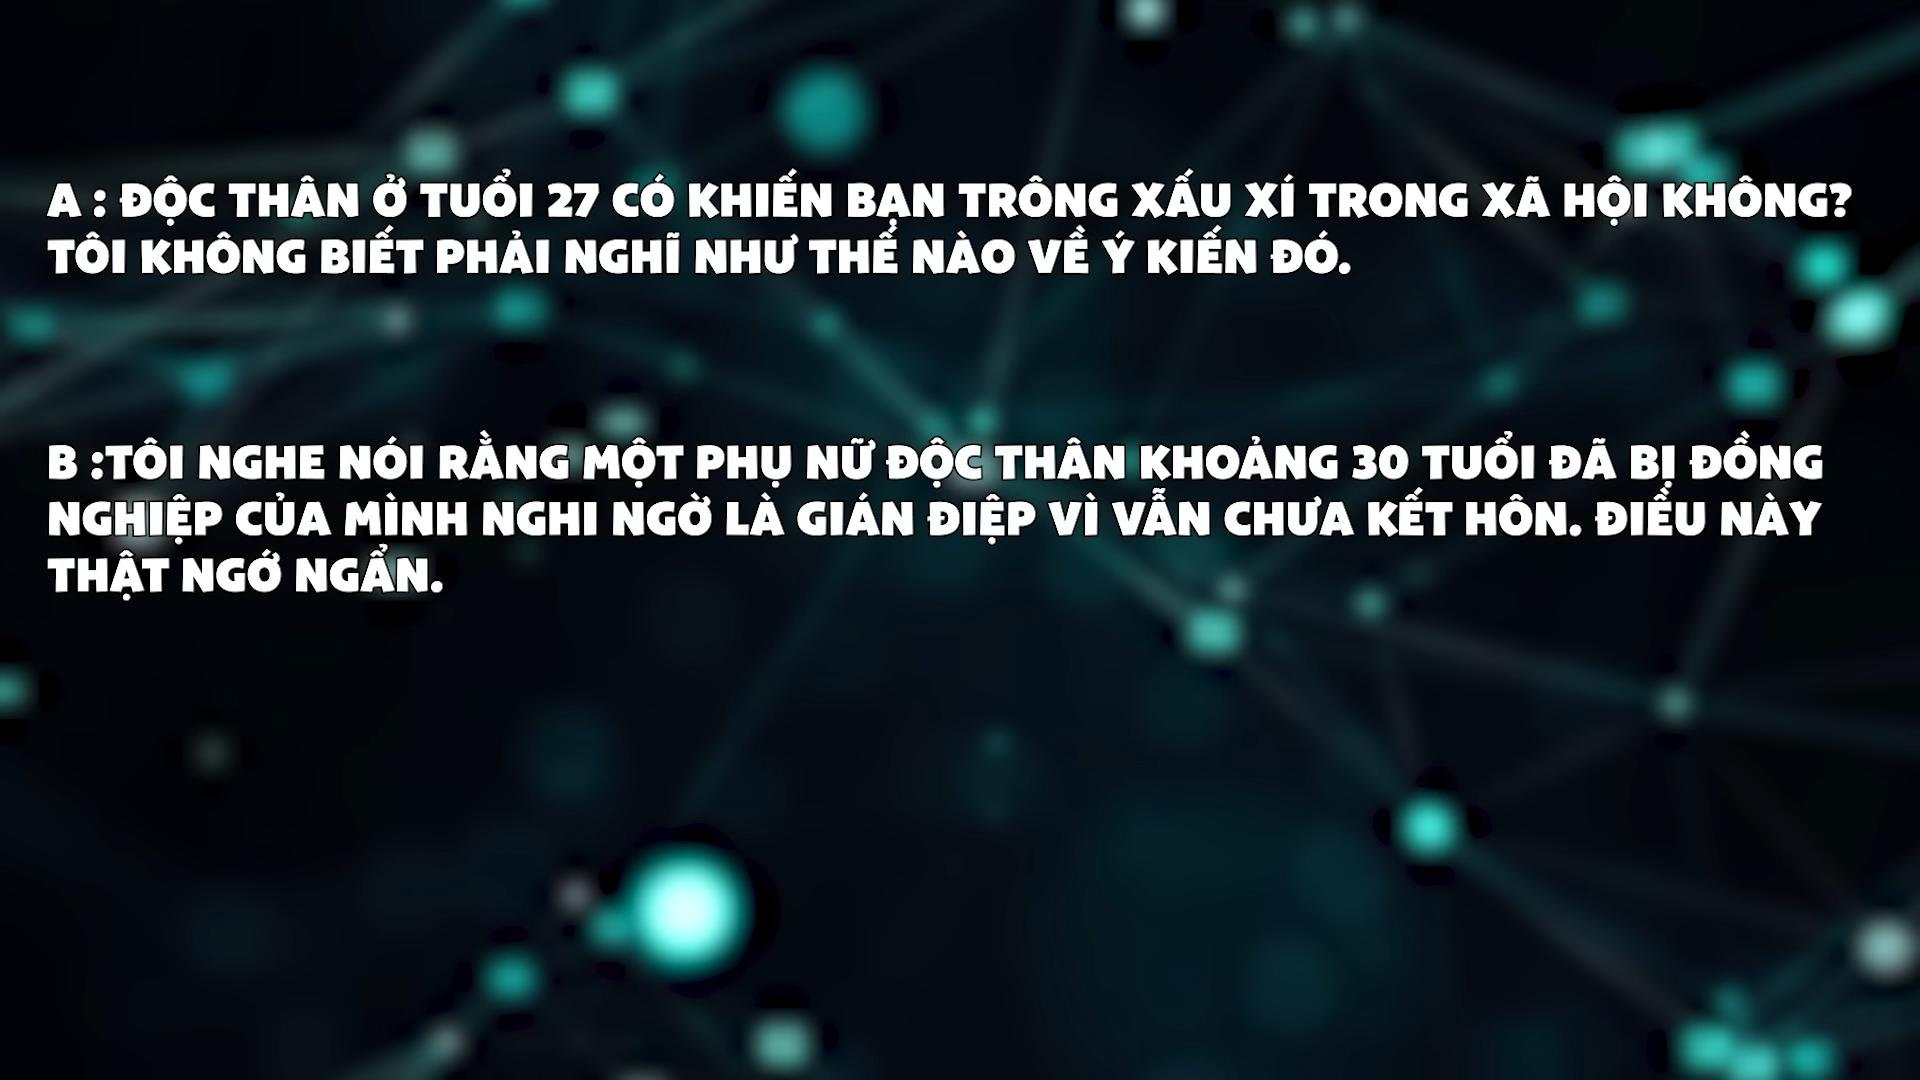 A : ĐỘC THÂN Ở TUỔI 27 CÓ KHIẾN BẠN TRÔNG XẤU XÍ TRONG XÃ HỘI KHÔNG?
TÔI KHÔNG BIẾT PHẢI NGHĨ NHƯ THẾ NÀO VỀ Ý KIẾN ĐÓ.
B :TÔI NGHE NÓI RẰNG MỘT PHỤ NỮ ĐỘC THÂN KHOẢNG 30 TUỔI ĐÃ BỊ ĐỒNG
NGHIỆP CỦA MÌNH NGHI NGỜ LÀ GIÁN ĐIỆP VÌ VẪN CHƯA KẾT HÔN. ĐIỀU NÀY
THẬT NGỚ NGẨN.